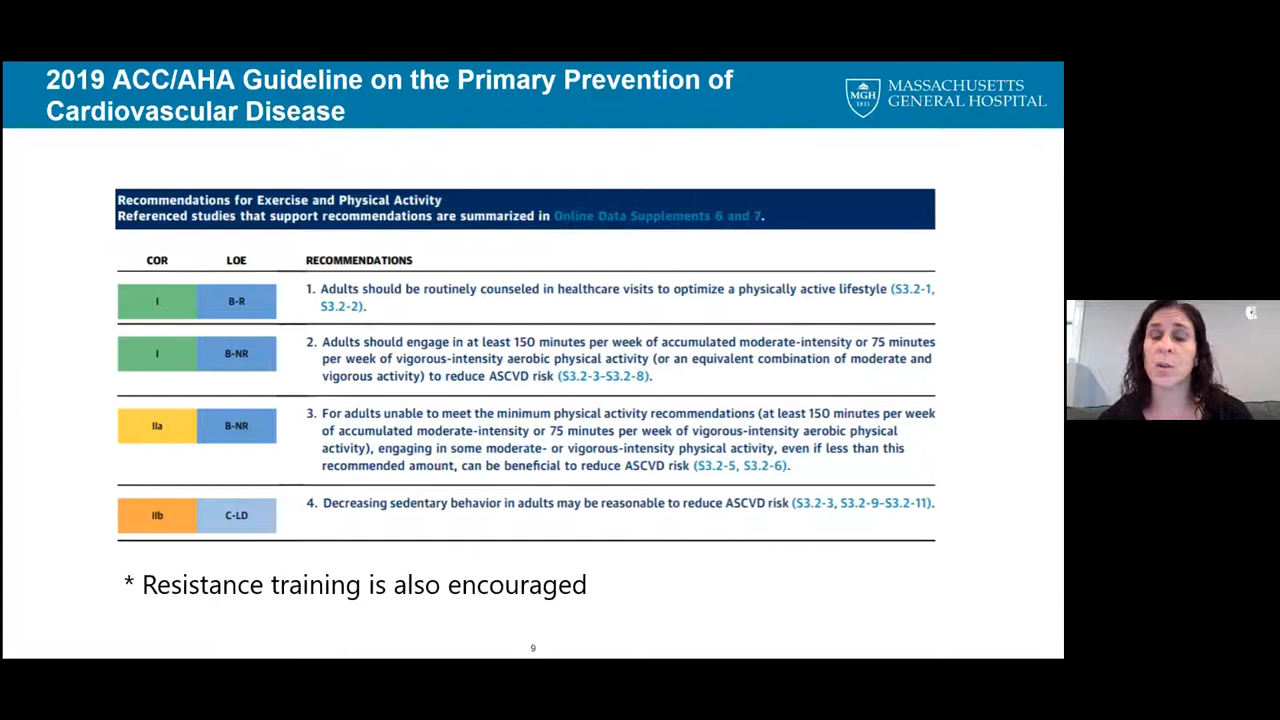 2019 ACC/AHA Guideline on the Primary Prevention of
Cardiovascular Disease
MGH
1811
MASSACHUSETTS
GENERAL HOSPITAL
Recommendations for Exercise and Physical Activity
Referenced studies that support recommendations are summarized in Online Data Supplements 6 and 7.
COR LOE RECOMMENDATIONS
I B-R 1. Adults should be routinely counseled in healthcare visits to optimize a physically active lifestyle (S3.2-1,
S3.2-2).
I B-NR 2. Adults should engage in at least 150 minutes per week of accumulated moderate-intensity or 75 minutes
per week of vigorous-intensity aerobic physical activity (or an equivalent combination of moderate and
vigorous activity) to reduce ASCVD risk (S3.2-3–S3.2-8).
IIa B-NR 3. For adults unable to meet the minimum physical activity recommendations (at least 150 minutes per week
of accumulated moderate-intensity or 75 minutes per week of vigorous-intensity aerobic physical
activity), engaging in some moderate- or vigorous-intensity physical activity, even if less than this
recommended amount, can be beneficial to reduce ASCVD risk (S3.2-5, S3.2-6).
IIb C-LD 4. Decreasing sedentary behavior in adults may be reasonable to reduce ASCVD risk (S3.2-3, S3.2-9–S3.2-11).
* Resistance training is also encouraged
9